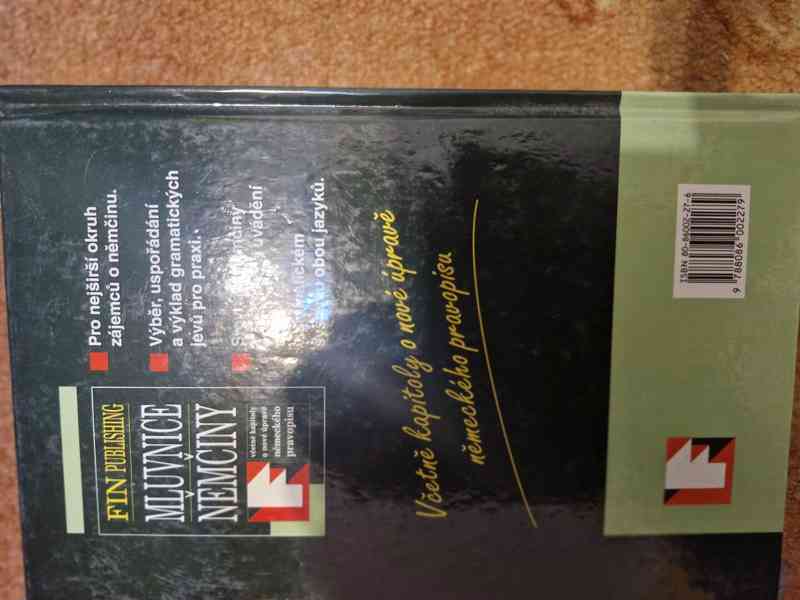 FIN PUBLISHING
MLUVNICE
NĚMČINY
včetně kapitoly
o nové úpravě
německého
pravopisu
Pro nejširší okruh
zájemců o němčinu.
Výběr, uspořádání
a výklad gramatických
jevů pro praxi.
uvádění
obou jazyků.
Včetně kapitoly o nové úpravě
německého pravopisu
ISBN 80-86002-27-6
9 788086 002279